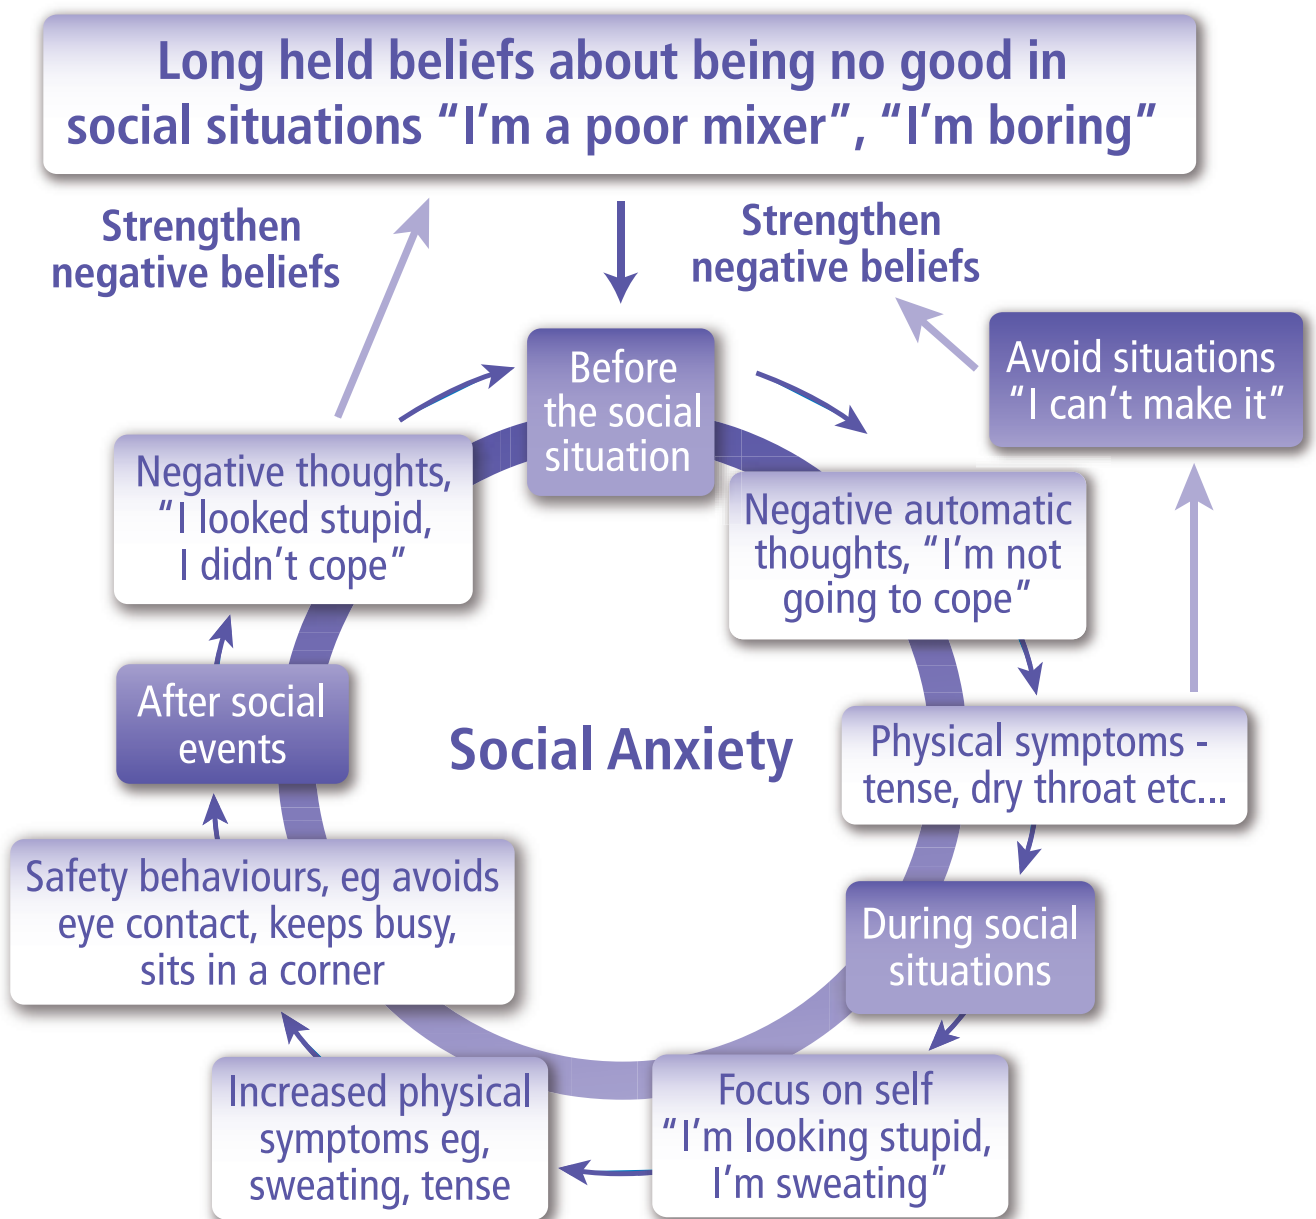 Long held beliefs about being no good in
social situations “I’m a poor mixer”, “I’m boring”
Strengthen
negative beliefs
Strengthen
negative beliefs
Before
the social
situation
Avoid situations
“I can’t make it”
Negative automatic
thoughts, “I’m not
going to cope”
Physical symptoms -
tense, dry throat etc...
During social
situations
Focus on self
“I’m looking stupid,
I’m sweating”
Increased physical
symptoms eg,
sweating, tense
Safety behaviours, eg avoids
eye contact, keeps busy,
sits in a corner
After social
events
Negative thoughts,
“I looked stupid,
I didn’t cope”
Social Anxiety